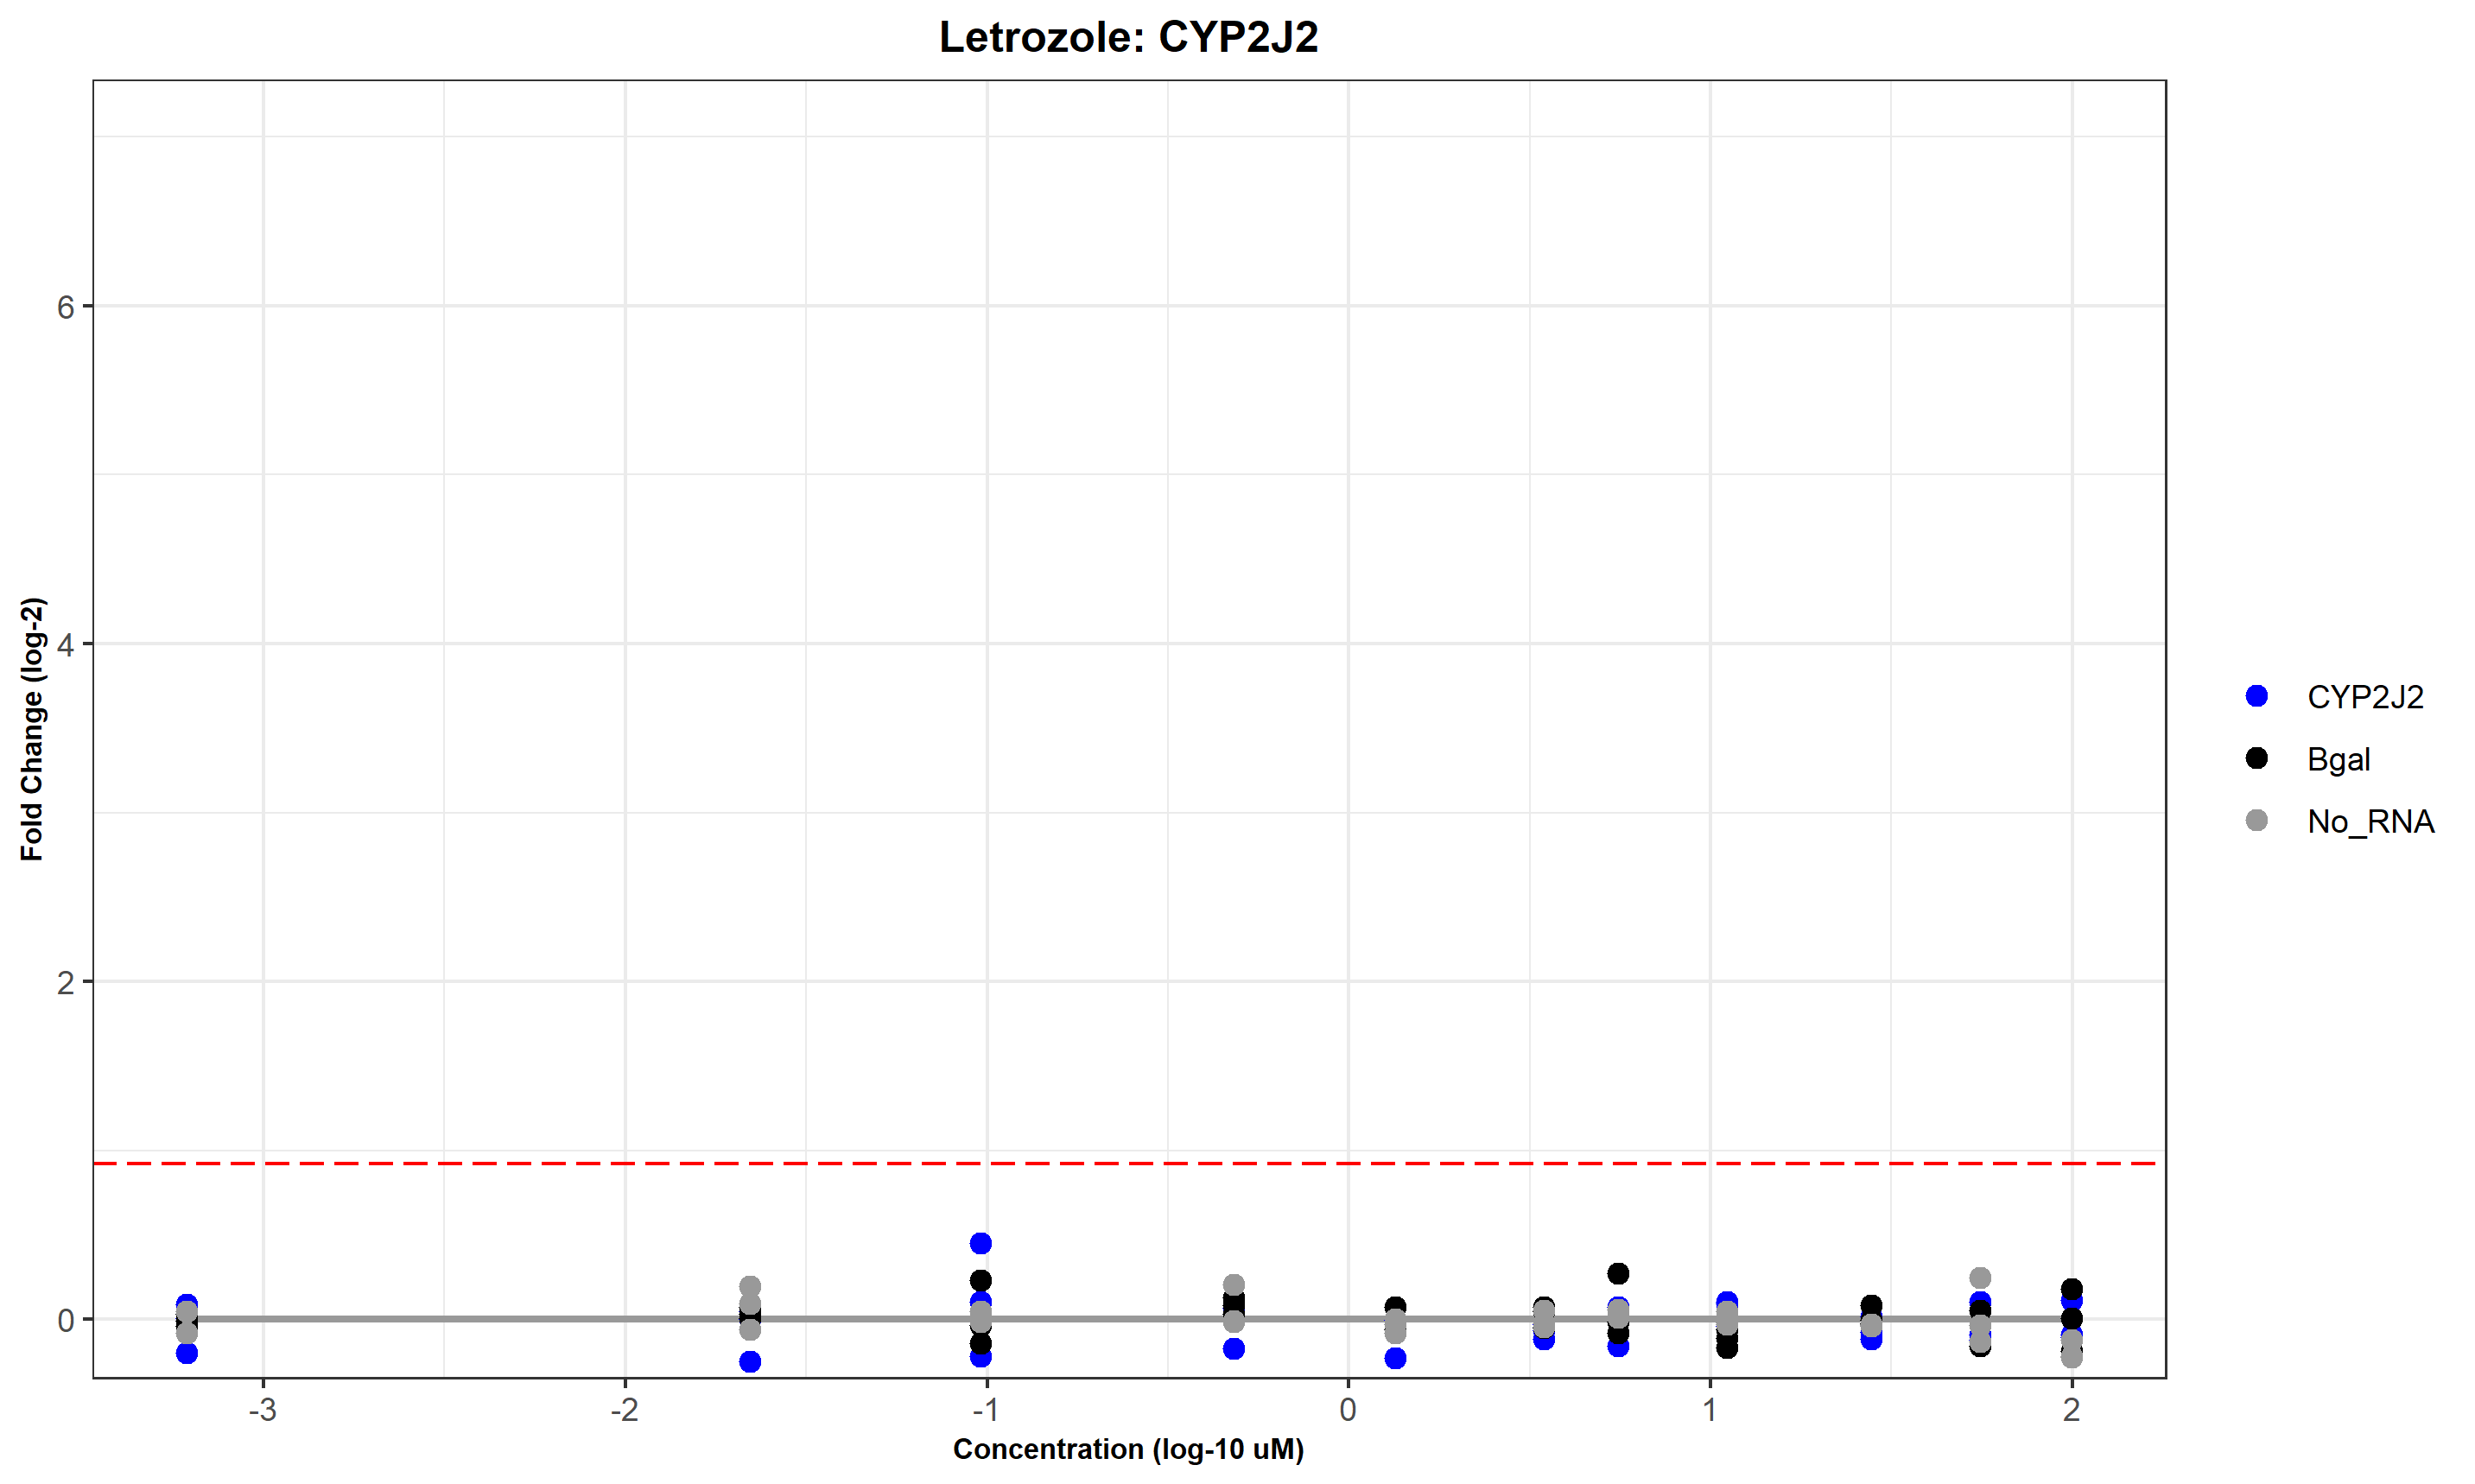 Letrozole: CYP2J2
Fold Change (log-2)
6
4
2
0
-3
-2
-1
0
1
2
Concentration (log-10 uM)
CYP2J2
Bgal
No_RNA